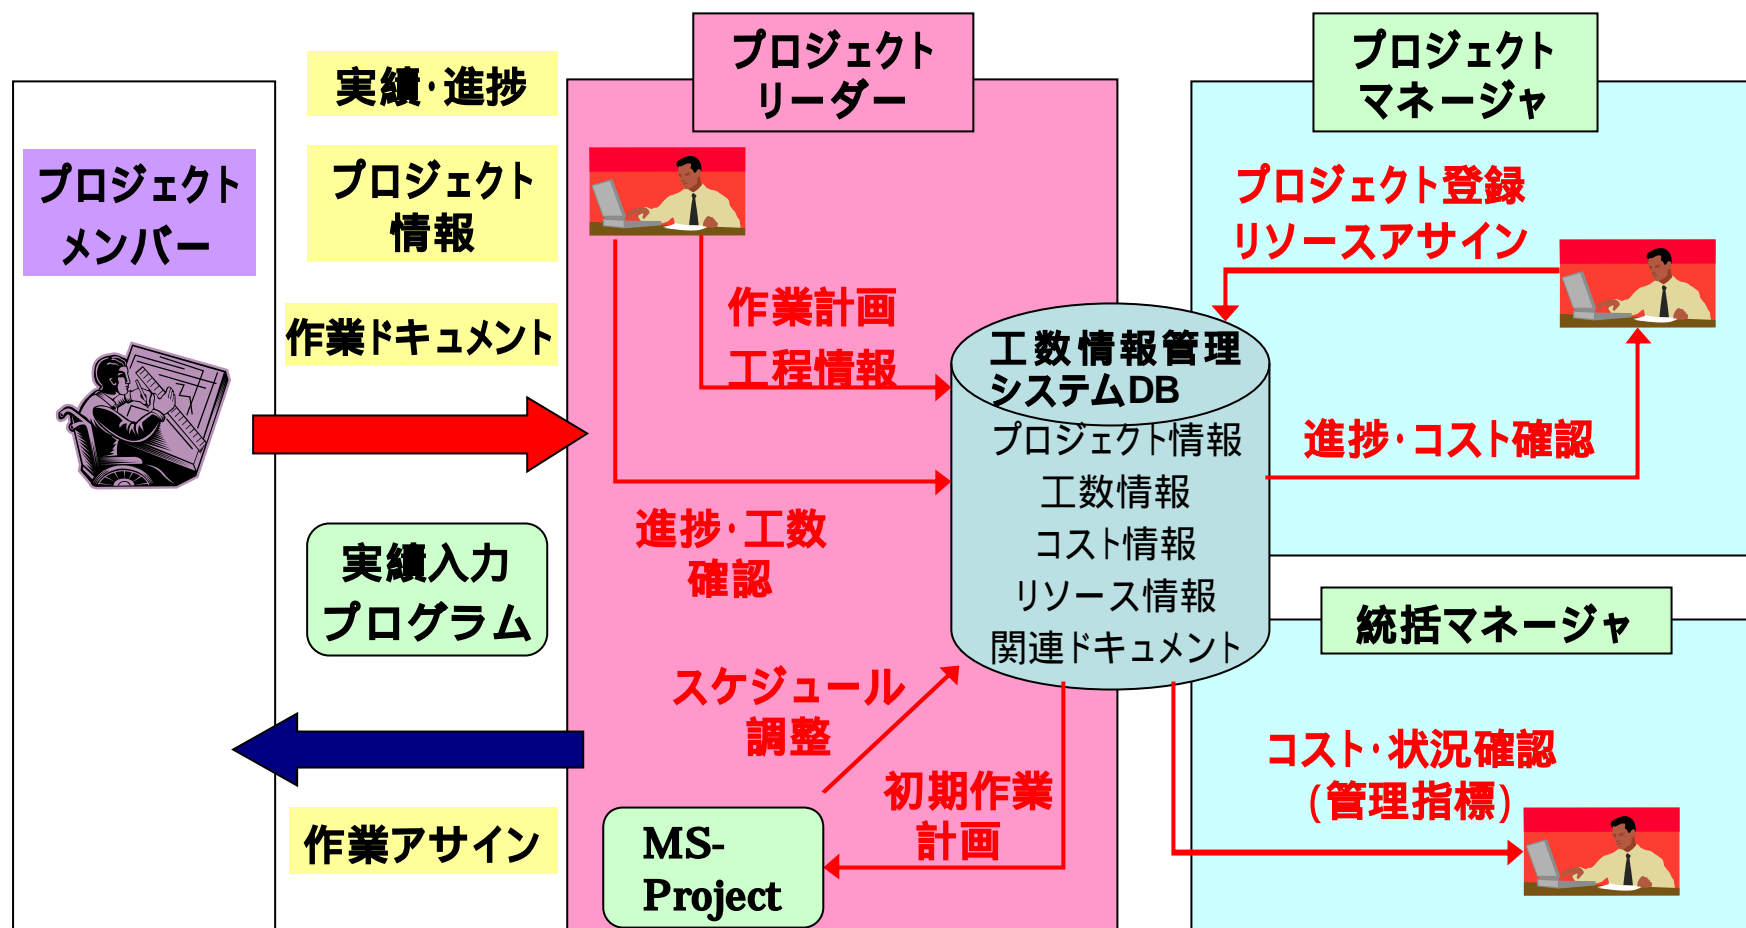 プロジェクト
メンバー
実績・進捗
プロジェクト
情報
作業ドキュメント
実績入力
プログラム
作業アサイン
プロジェクト
リーダー
作業計画
工程情報
進捗・工数
確認
スケジュール
調整
初期作業
計画
MS-
Project
工数情報管理
システムDB
プロジェクト情報
工数情報
コスト情報
リソース情報
関連ドキュメント
プロジェクト
マネージャ
プロジェクト登録
リソースアサイン
進捗・コスト確認
統括マネージャ
コスト・状況確認
(管理指標)